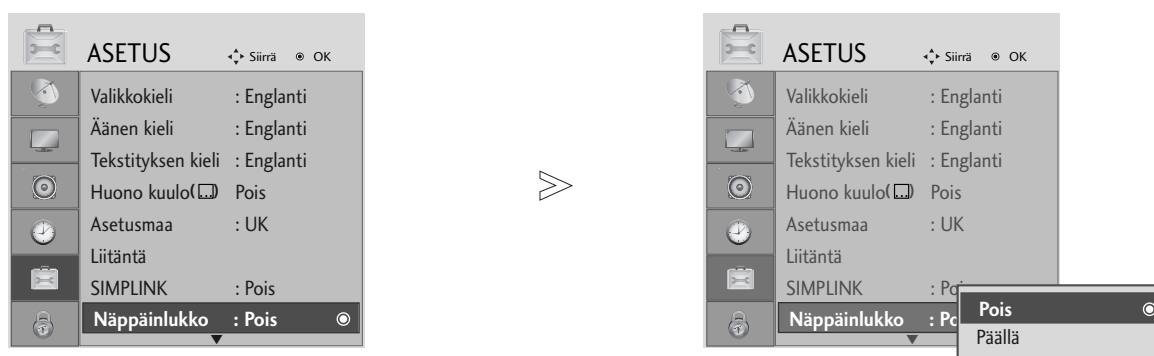 ASETUS Siirrä OK
Valikkokieli : Englanti
Äänen kieli : Englanti
Tekstityksen kieli : Englanti
Huono kuulo( ) Pois
Asetusmaa : UK
Liitäntä
SIMPLINK : Pois
Näppäinlukko : Pois
ASETUS Siirrä OK
Valikkokieli : Englanti
Äänen kieli : Englanti
Tekstityksen kieli : Englanti
Huono kuulo( ) Pois
Asetusmaa : UK
Liitäntä
SIMPLINK : Po
Näppäinlukko : Po
Pois
Päällä